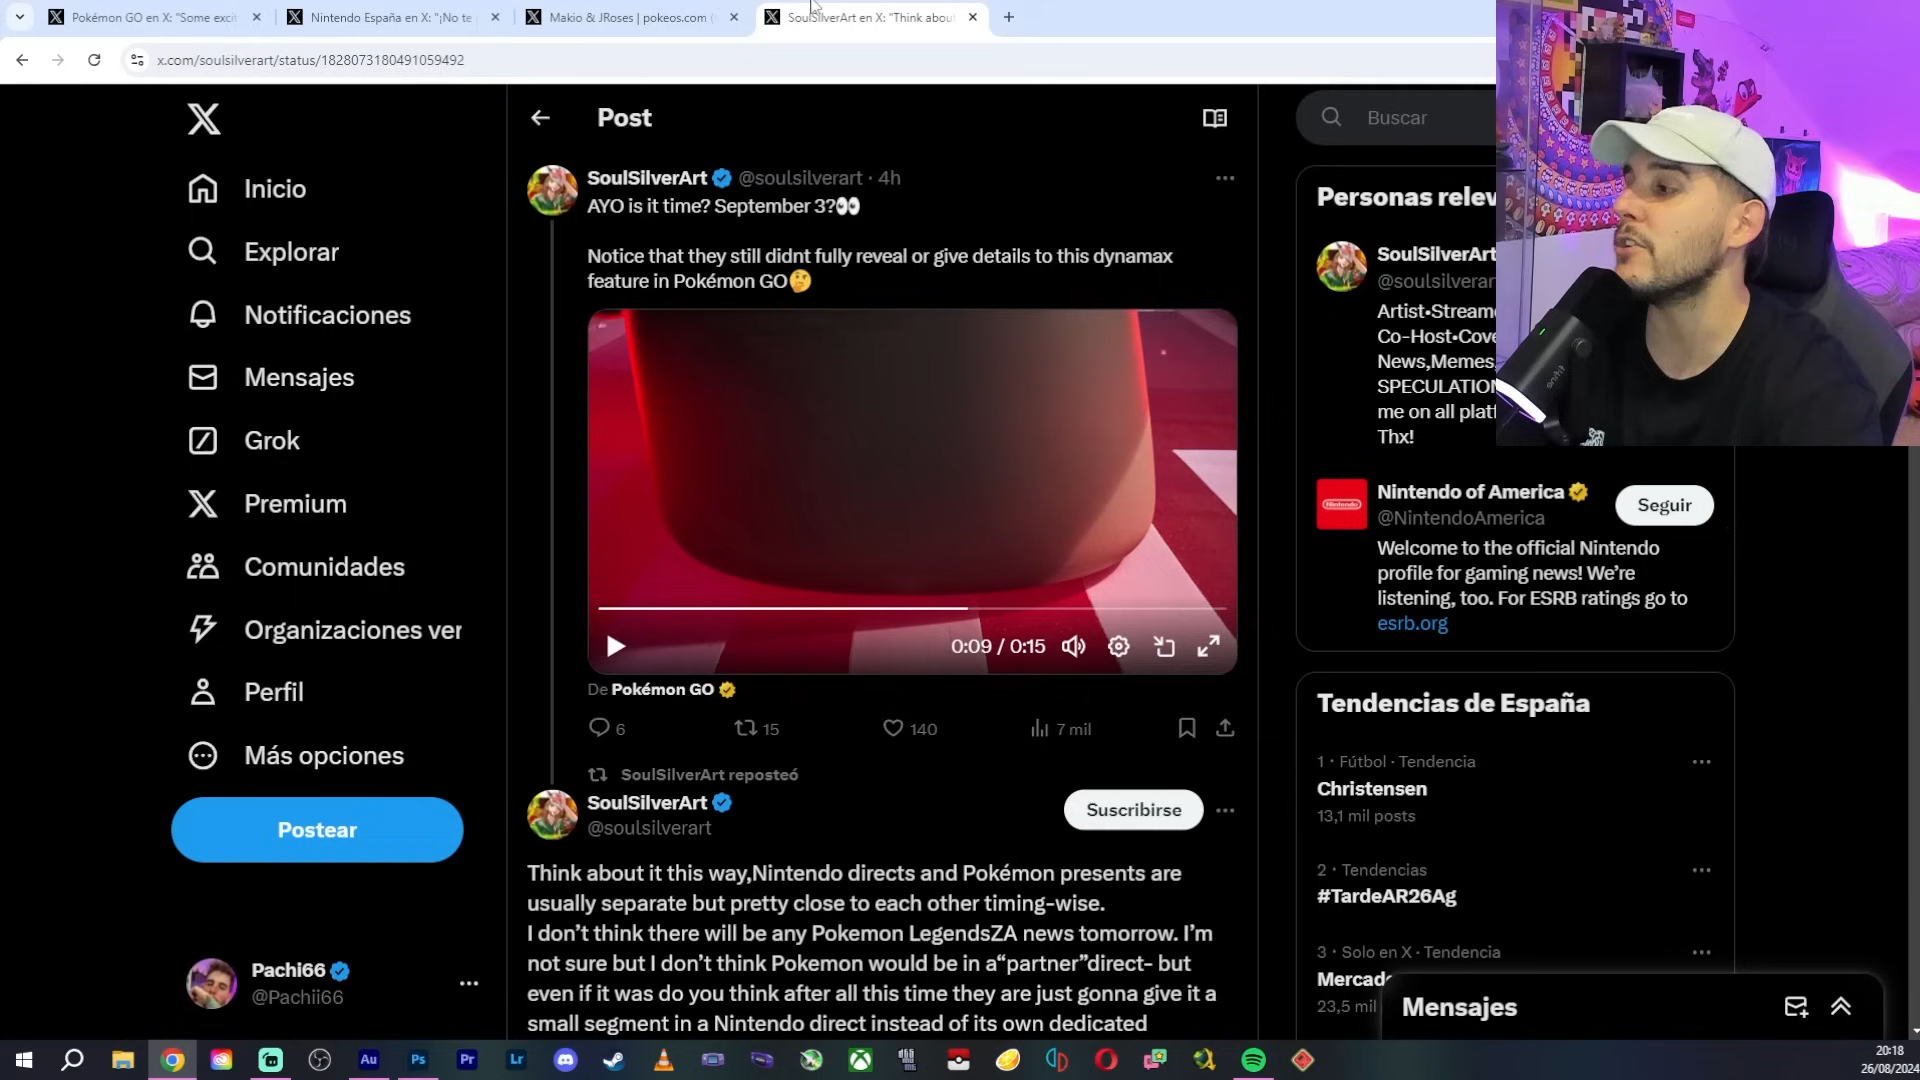 Pokémon GO en X: "Some exci
Nintendo España en X: "¡No te
Makio & JRoses | pokeos.com
SoulSilverArt en X: "Think about
x.com/soulsilverart/status/1828073180491059492
Inicio
Explorar
Notificaciones
Mensajes
Grok
Premium
Comunidades
Organizaciones ver
Perfil
Más opciones
Postear
Pachi66
@Pachii66
Post
SoulSilverArt @soulsilverart · 4h
AYO is it time? September 3?👀
Notice that they still didnt fully reveal or give details to this dynamax
feature in Pokémon GO🤔
0:09 / 0:15
De Pokémon GO
6 15 140 7 mil
SoulSilverArt reposteó
SoulSilverArt
@soulsilverart
Suscribirse
Think about it this way,Nintendo directs and Pokémon presents are
usually separate but pretty close to each other timing-wise.
I don’t think there will be any Pokemon LegendsZA news tomorrow. I’m
not sure but I don’t think Pokemon would be in a“partner”direct- but
even if it was do you think after all this time they are just gonna give it a
small segment in a Nintendo direct instead of its own dedicated
Buscar
Personas relev
SoulSilverArt
@soulsilverar
Artist•Stream
Co-Host•Cove
News,Memes,
SPECULATION
me on all platf
Thx!
Nintendo
Nintendo of America
@NintendoAmerica
Seguir
Welcome to the official Nintendo
profile for gaming news! We’re
listening, too. For ESRB ratings go to
esrb.org
Tendencias de España
1 · Fútbol · Tendencia
Christensen
13,1 mil posts
2 · Tendencias
#TardeAR26Ag
3 · Solo en X · Tendencia
Mercad
23,5 mil
Mensajes
Au Ps Pr Lr
20:18
26/08/2024